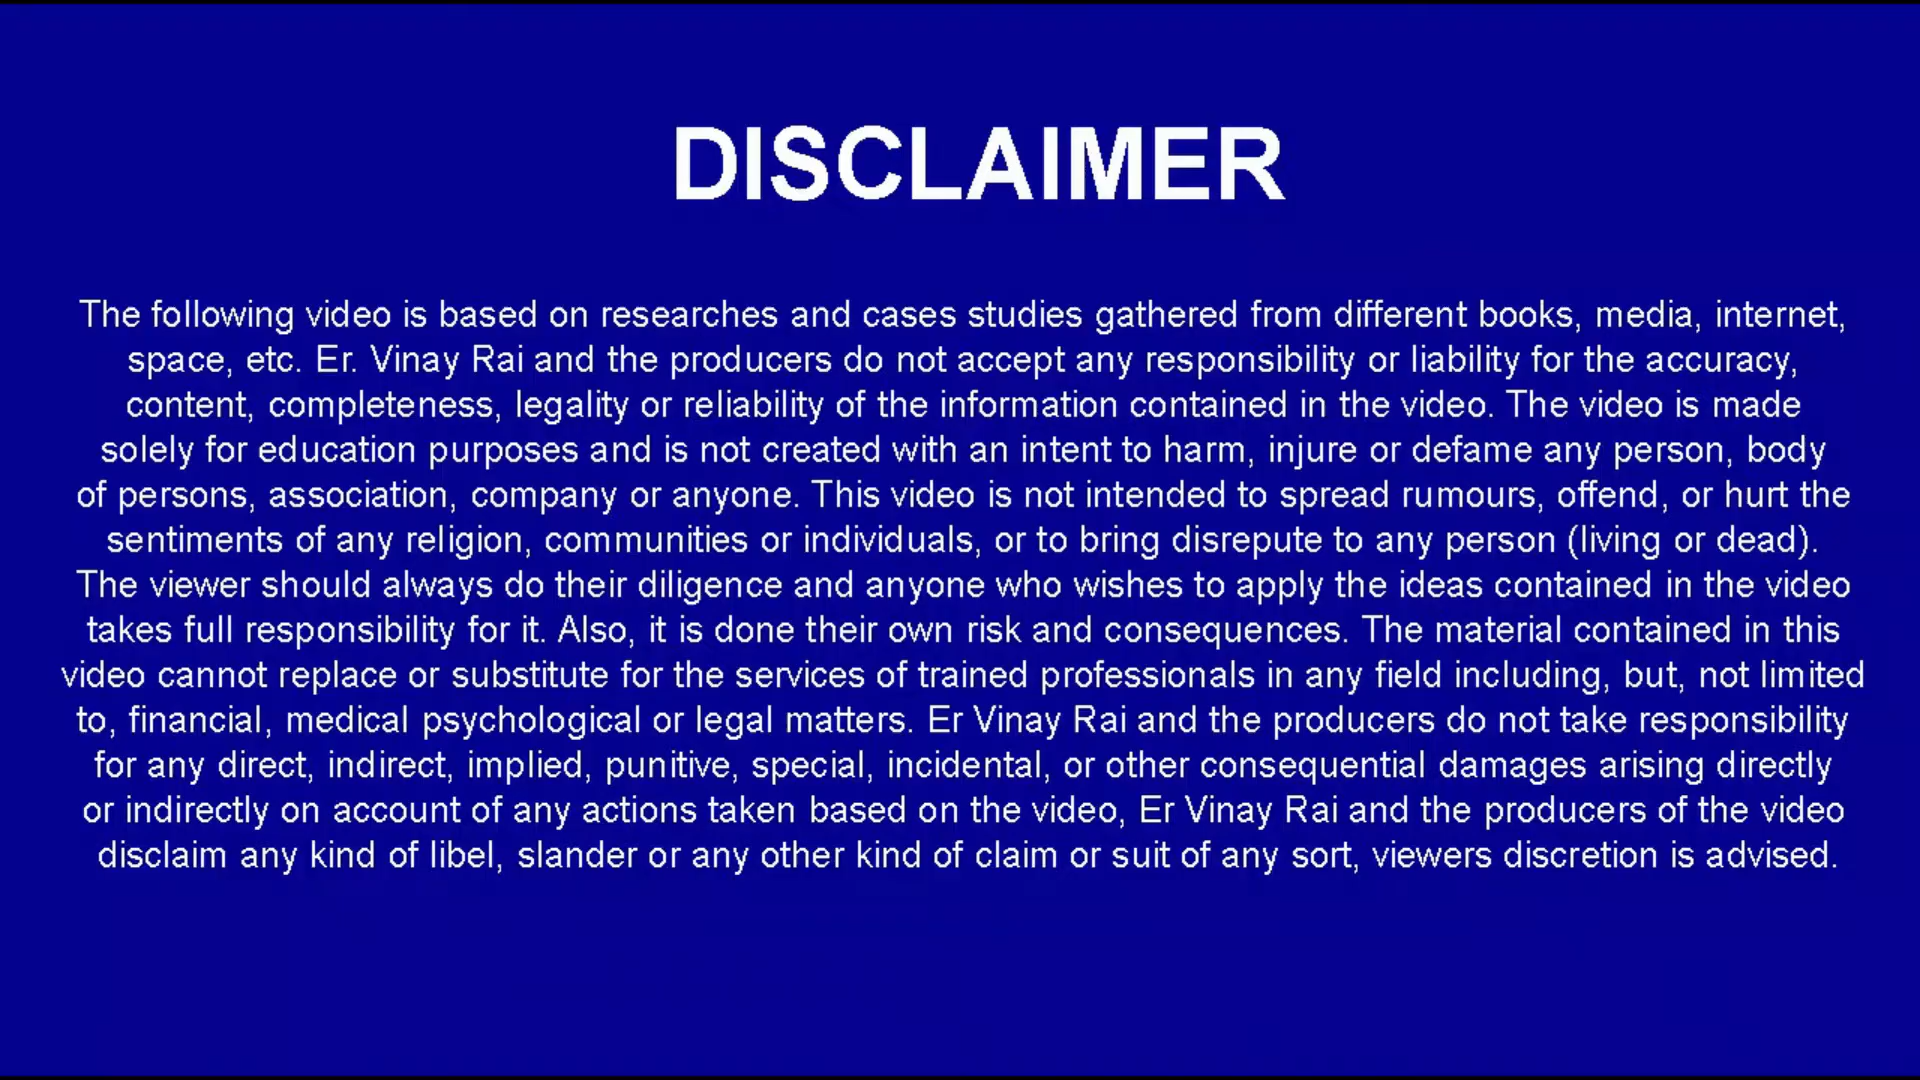 DISCLAIMER
The following video is based on researches and cases studies gathered from different books, media, internet,
space, etc. Er. Vinay Rai and the producers do not accept any responsibility or liability for the accuracy,
content, completeness, legality or reliability of the information contained in the video. The video is made
solely for education purposes and is not created with an intent to harm, injure or defame any person, body
of persons, association, company or anyone. This video is not intended to spread rumours, offend, or hurt the
sentiments of any religion, communities or individuals, or to bring disrepute to any person (living or dead).
The viewer should always do their diligence and anyone who wishes to apply the ideas contained in the video
takes full responsibility for it. Also, it is done their own risk and consequences. The material contained in this
video cannot replace or substitute for the services of trained professionals in any field including, but, not limited
to, financial, medical psychological or legal matters. Er Vinay Rai and the producers do not take responsibility
for any direct, indirect, implied, punitive, special, incidental, or other consequential damages arising directly
or indirectly on account of any actions taken based on the video, Er Vinay Rai and the producers of the video
disclaim any kind of libel, slander or any other kind of claim or suit of any sort, viewers discretion is advised.